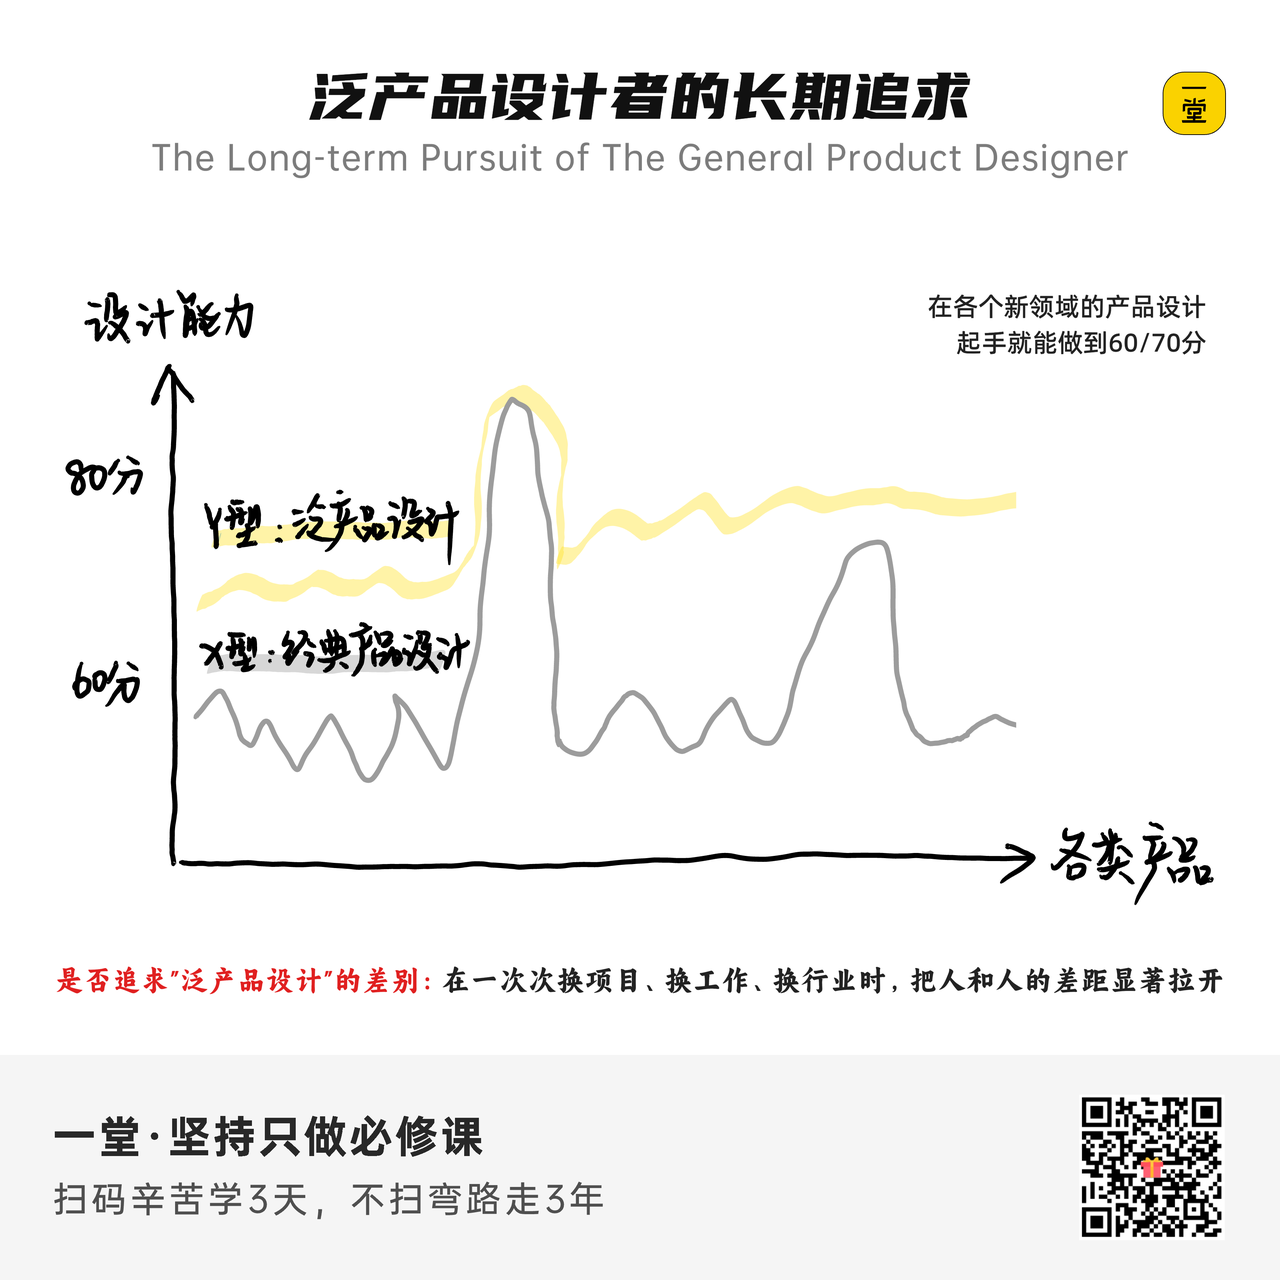 泛产品设计者的长期追求
一堂
The Long-term Pursuit of The General Product Designer
在各个新领域的产品设计
起手就能做到60/70分
设计能力
80分
Y型：泛产品设计
X型：经典产品设计
60分
各类产品
是否追求"泛产品设计"的差别：在一次次换项目、换工作、换行业时，把人和人的差距显著拉开
一堂·坚持只做必修课
扫码辛苦学3天，不扫弯路走3年